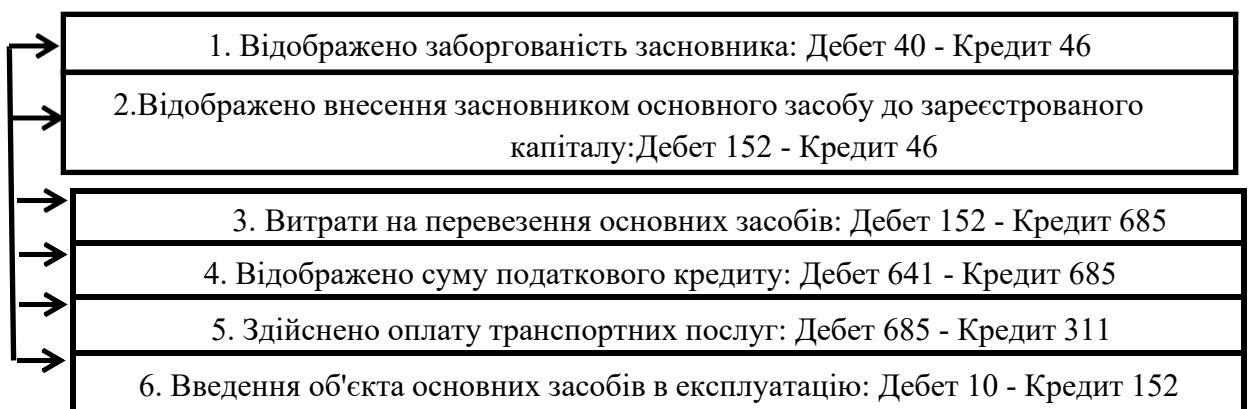 1. Відображено заборгованість засновника: Дебет 40 - Кредит 46
2.Відображено внесення засновником основного засобу до зареєстрованого
капіталу:Дебет 152 - Кредит 46
3. Витрати на перевезення основних засобів: Дебет 152 - Кредит 685
4. Відображено суму податкового кредиту: Дебет 641 - Кредит 685
5. Здійснено оплату транспортних послуг: Дебет 685 - Кредит 311
6. Введення об'єкта основних засобів в експлуатацію: Дебет 10 - Кредит 152